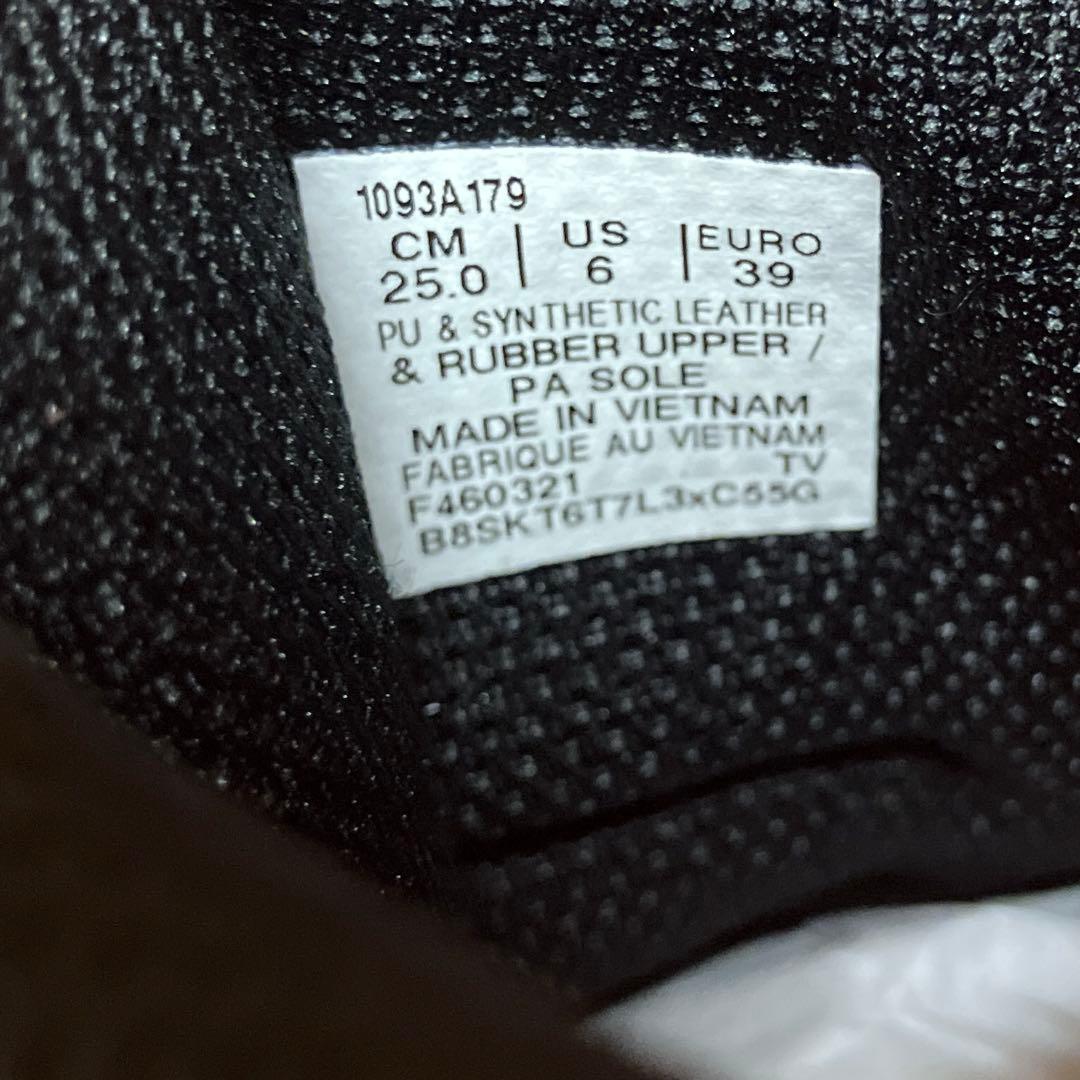 1093A179
CM | US | EURO
25.0 | 6 | 39
PU & SYNTHETIC LEATHER
& RUBBER UPPER /
PA SOLE
MADE IN VIETNAM
FABRIQUE AU VIETNAM
F460321 TV
B8SKT6T7L3xC55G